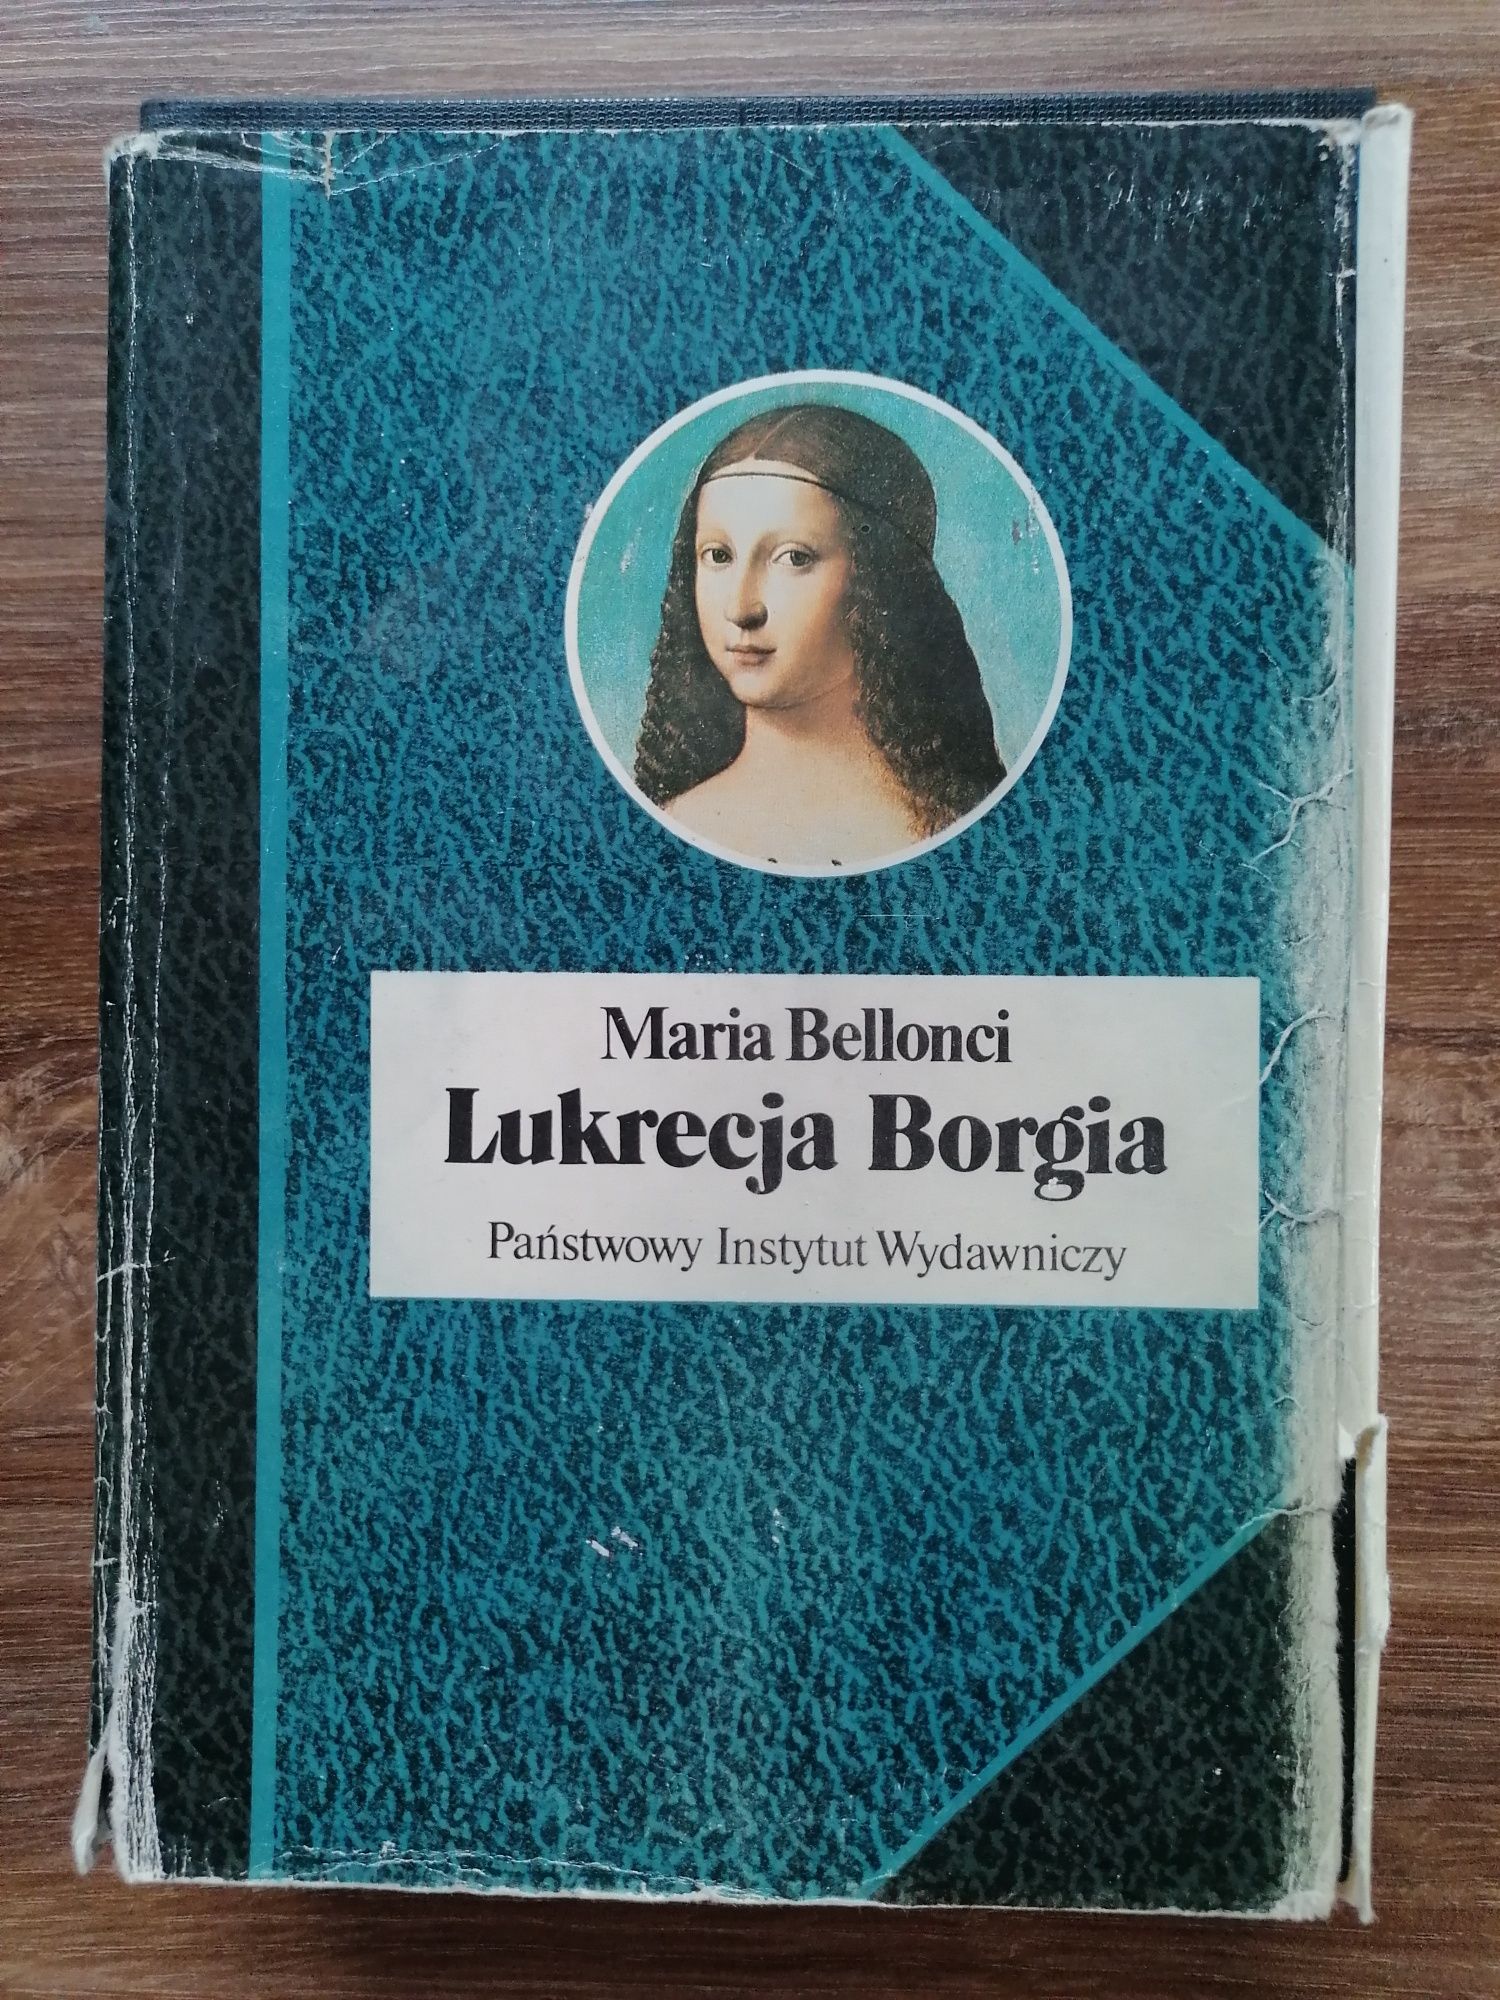 Maria Bellonci
Lukrecja Borgia
Państwowy Instytut Wydawniczy